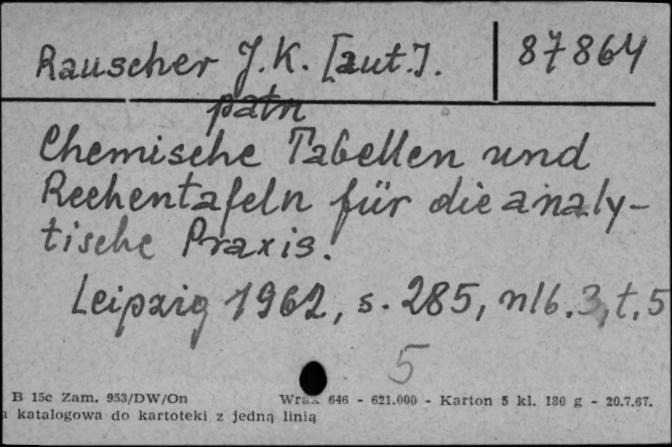 Rauscher J. K. [aut.]. 87864
patn
Chemische Tabellen und
Rechentafeln für die analy-
tische Praxis.
Leipzig 1962, s. 285, nlb. 3, t. 5
5
B 15c Zam. 953/DW/On 646 - 621.000 - Karton 5 kl. 180 g - 20.7.67.
a katalogowa do kartoteki z jedną linią